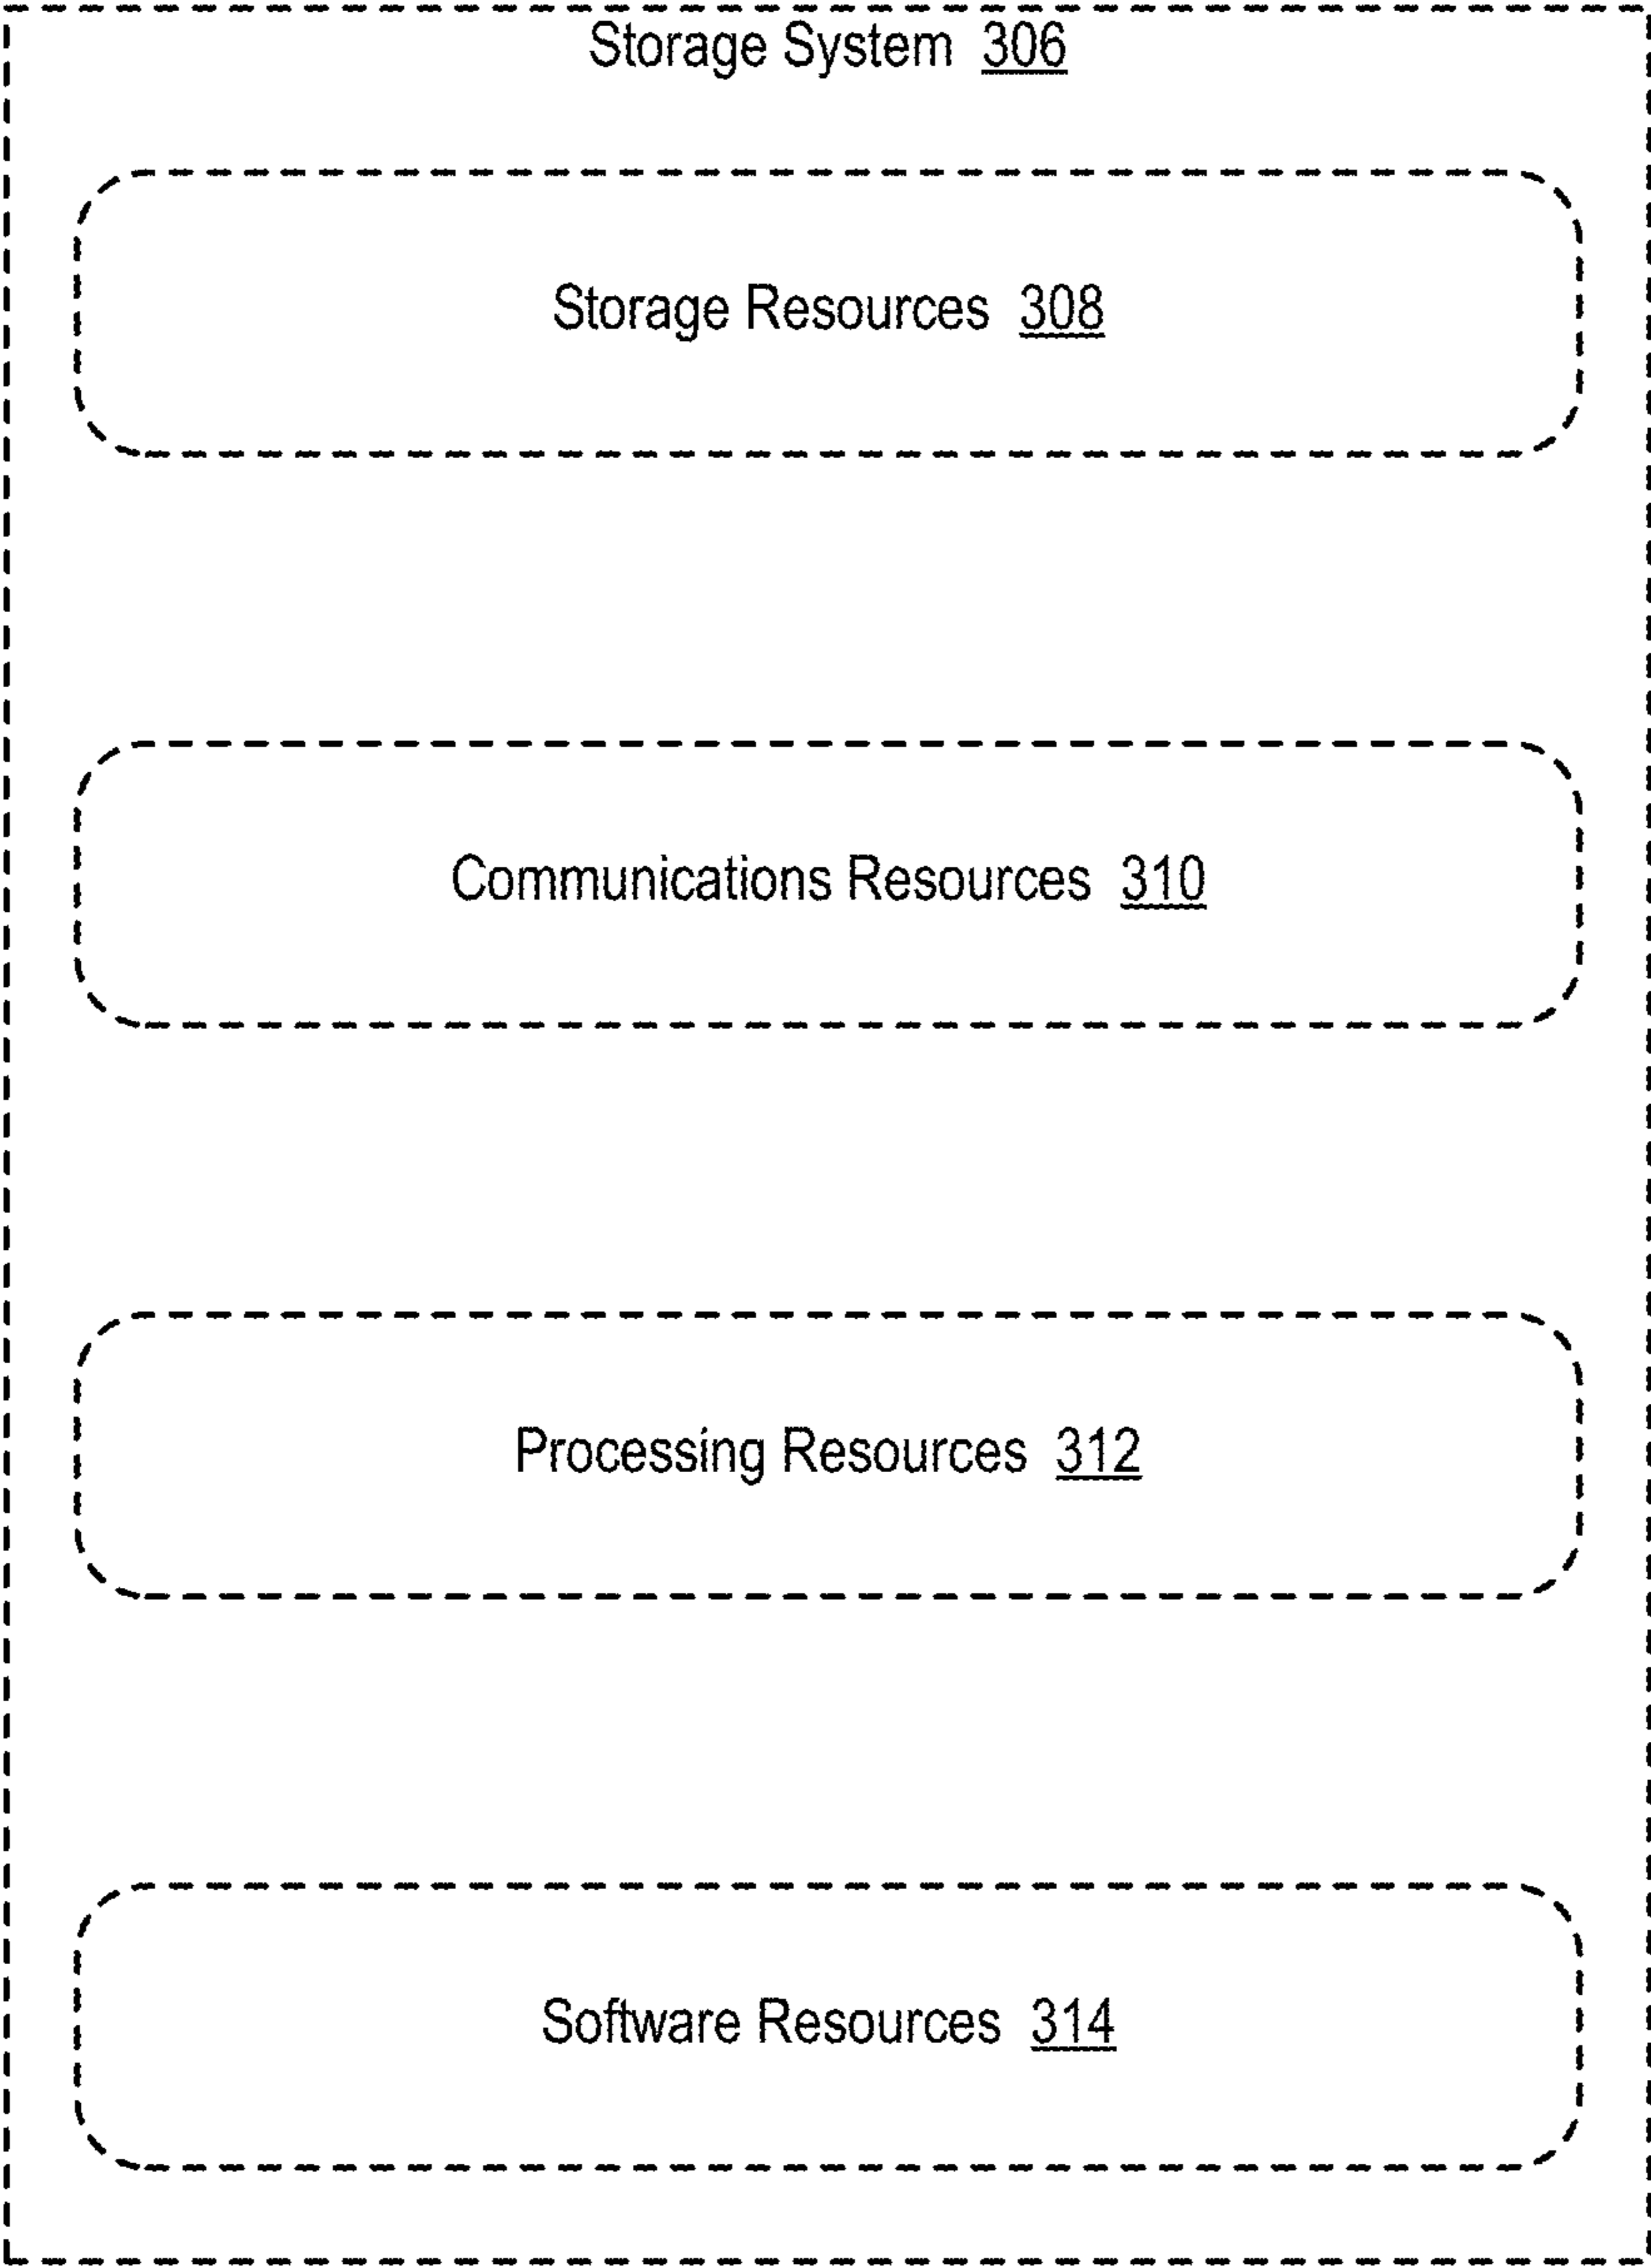 Storage System 306
Storage Resources 308
Communications Resources 310
Processing Resources 312
Software Resources 314